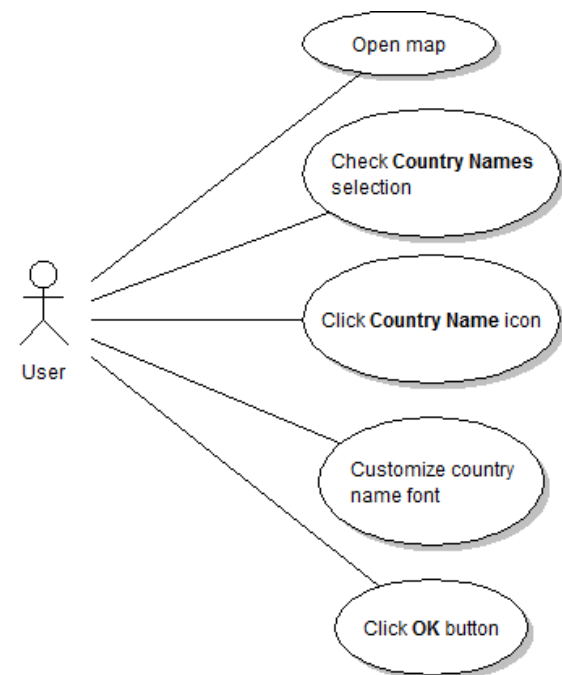 Open map
Check Country Names
selection
Click Country Name icon
User
Customize country
name font
Click OK button